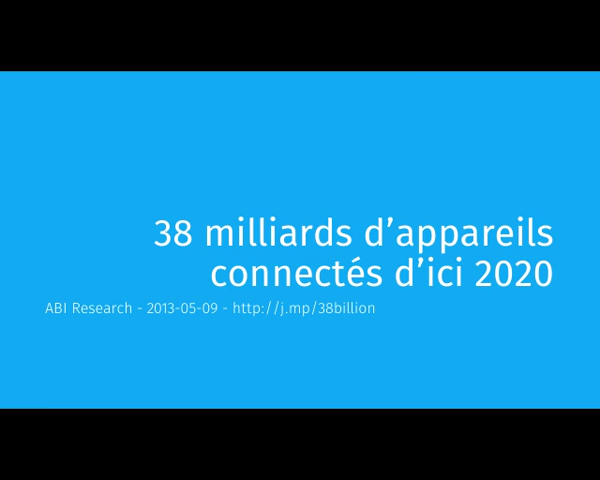 38 milliards d’appareils
connectés d’ici 2020
ABI Research - 2013-05-09 - http://j.mp/38billion